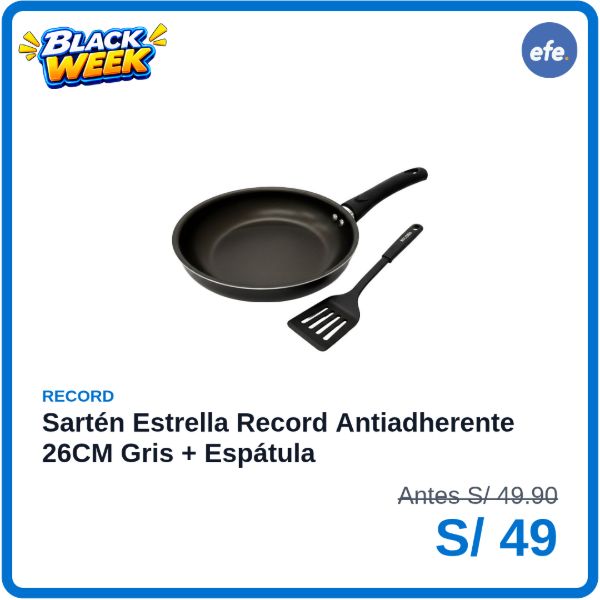 BLACK
WEEK
efe.
RECORD
Sartén Estrella Record Antiadherente
26CM Gris + Espátula
Antes S/ 49.90
S/ 49